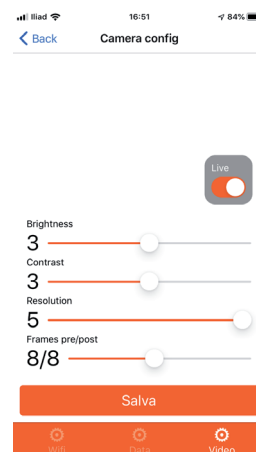 Iliad 16:51 84%
Back Camera config
Live
Brightness
3
Contrast
3
Resolution
5
Frames pre/post
8/8
Salva
Wifi Data Video